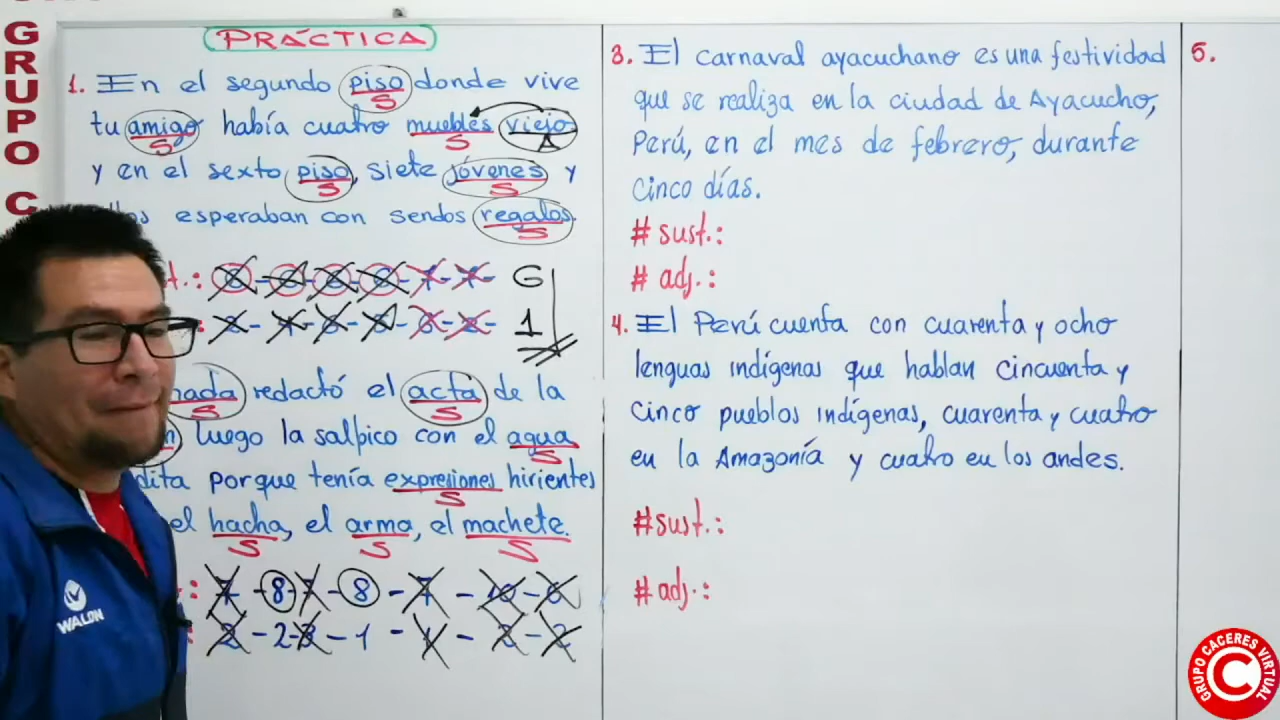 GRUPO C
PRÁCTICA
1. En el segundo piso donde vive
S
tu amigo había cuatro muebles viejo
S S A
y en el sexto piso, siete jóvenes y
S S
esperaban con sendos regalos.
S
t.: G
1
nada redactó el acta de la
S S
luego la salpico con el agua
S
dita porque tenía expresiones hirientes
S
el hacha, el arma, el machete.
S S S
8 8
2 1
3. El carnaval ayacuchano es una festividad
que se realiza en la ciudad de Ayacucho,
Perú, en el mes de febrero, durante
cinco días.
# sust.:
# adj.:
4. El Perú cuenta con cuarenta y ocho
lenguas indígenas que hablan cincuenta y
cinco pueblos indígenas, cuarenta y cuatro
en la Amazonía y cuatro en los andes.
#sust.:
#adj.:
5.
WALON
GRUPO CACERES VIRTUAL
C